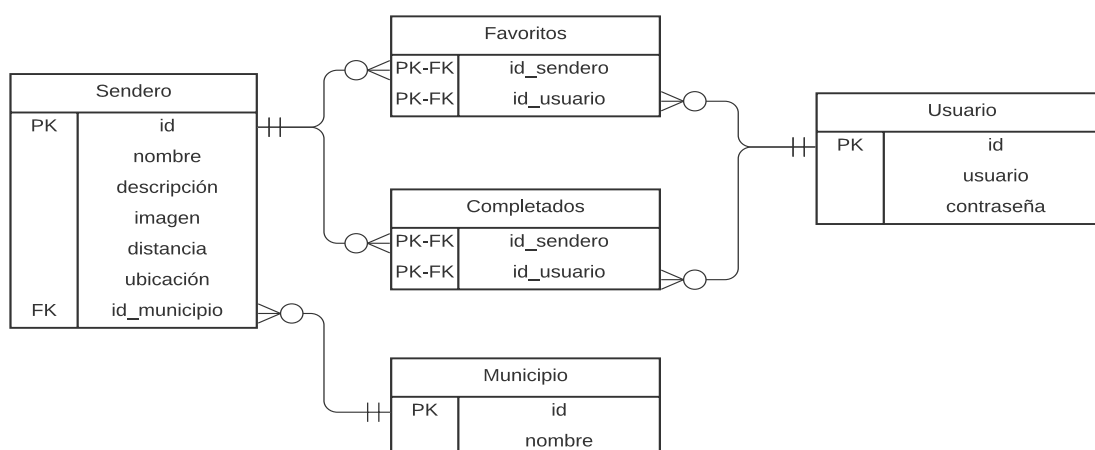 Sendero
PK id
nombre
descripción
imagen
distancia
ubicación
FK id_municipio
Favoritos
PK-FK id_sendero
PK-FK id_usuario
Completados
PK-FK id_sendero
PK-FK id_usuario
Municipio
PK id
nombre
Usuario
PK id
usuario
contraseña